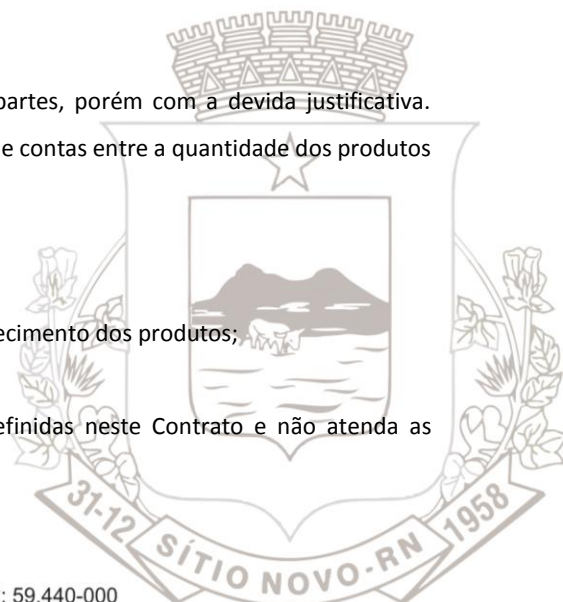 partes, porém com a devida justificativa.
e contas entre a quantidade dos produtos
ecimento dos produtos;
efinidas neste Contrato e não atenda as
31-12 SÍTIO NOVO-RN 1958
: 59.440-000